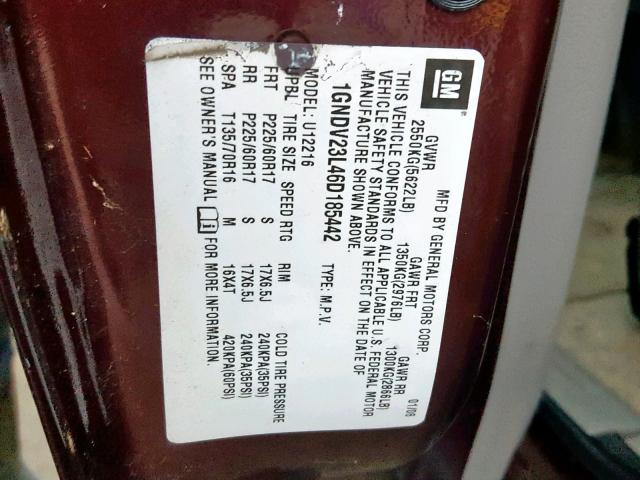 GM
MFD BY GENERAL MOTORS CORP. 01/06
GVWR GAWR FRT GAWR RR
2550KG(5622LB) 1350KG(2976LB) 1300KG(2866LB)
THIS VEHICLE CONFORMS TO ALL APPLICABLE U.S. FEDERAL MOTOR
VEHICLE SAFETY STANDARDS IN EFFECT ON THE DATE OF
MANUFACTURE SHOWN ABOVE.
1GNDV23L46D185442 TYPE: M.P.V.
MODEL: U12216
UPBL TIRE SIZE SPEED RTG RIM COLD TIRE PRESSURE
FRT P225/60R17 S 17X6.5J 240KPA(35PSI)
RR P225/60R17 S 17X6.5J 240KPA(35PSI)
SPA T135/70R16 M 16X4T 420KPA(60PSI)
SEE OWNER'S MANUAL FOR MORE INFORMATION.